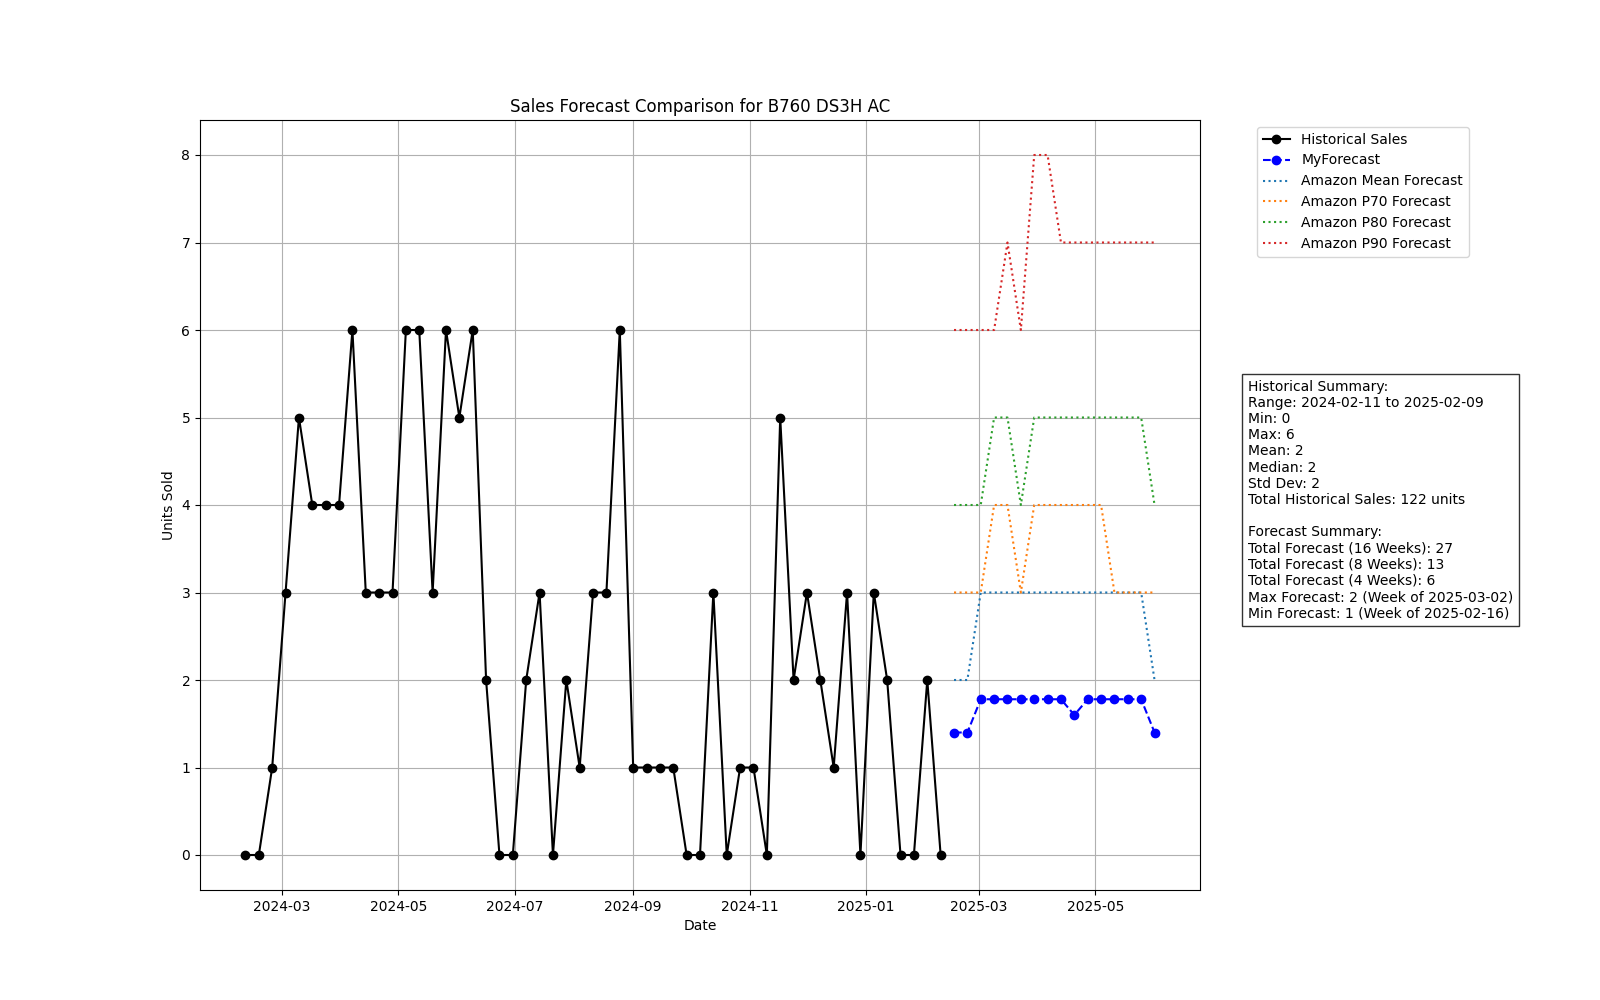 Sales Forecast Comparison for B760 DS3H AC
8
7
6
5
4
3
2
1
0
Units Sold
2024-03
2024-05
2024-07
2024-09
2024-11
2025-01
2025-03
2025-05
Date
Historical Sales
MyForecast
Amazon Mean Forecast
Amazon P70 Forecast
Amazon P80 Forecast
Amazon P90 Forecast
Historical Summary:
Range: 2024-02-11 to 2025-02-09
Min: 0
Max: 6
Mean: 2
Median: 2
Std Dev: 2
Total Historical Sales: 122 units
Forecast Summary:
Total Forecast (16 Weeks): 27
Total Forecast (8 Weeks): 13
Total Forecast (4 Weeks): 6
Max Forecast: 2 (Week of 2025-03-02)
Min Forecast: 1 (Week of 2025-02-16)